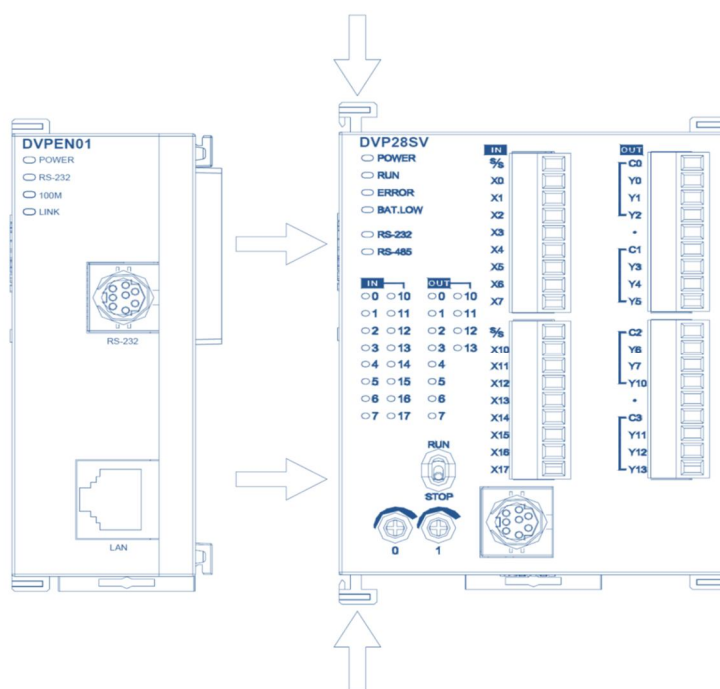 DVPEN01
POWER
RS-232
100M
LINK
RS-232
LAN
DVP28SV
POWER
RUN
ERROR
BAT.LOW
RS-232
RS-485
IN OUT
0 10 0 10
1 11 1 11
2 12 2 12
3 13 3 13
4 14 4
5 15 5
6 16 6
7 17 7
RUN
STOP
0 1
IN
S/S
X0
X1
X2
X3
X4
X5
X6
X7
S/S
X10
X11
X12
X13
X14
X15
X16
X17
OUT
C0
Y0
Y1
Y2
•
C1
Y3
Y4
Y5
C2
Y6
Y7
Y10
•
C3
Y11
Y12
Y13